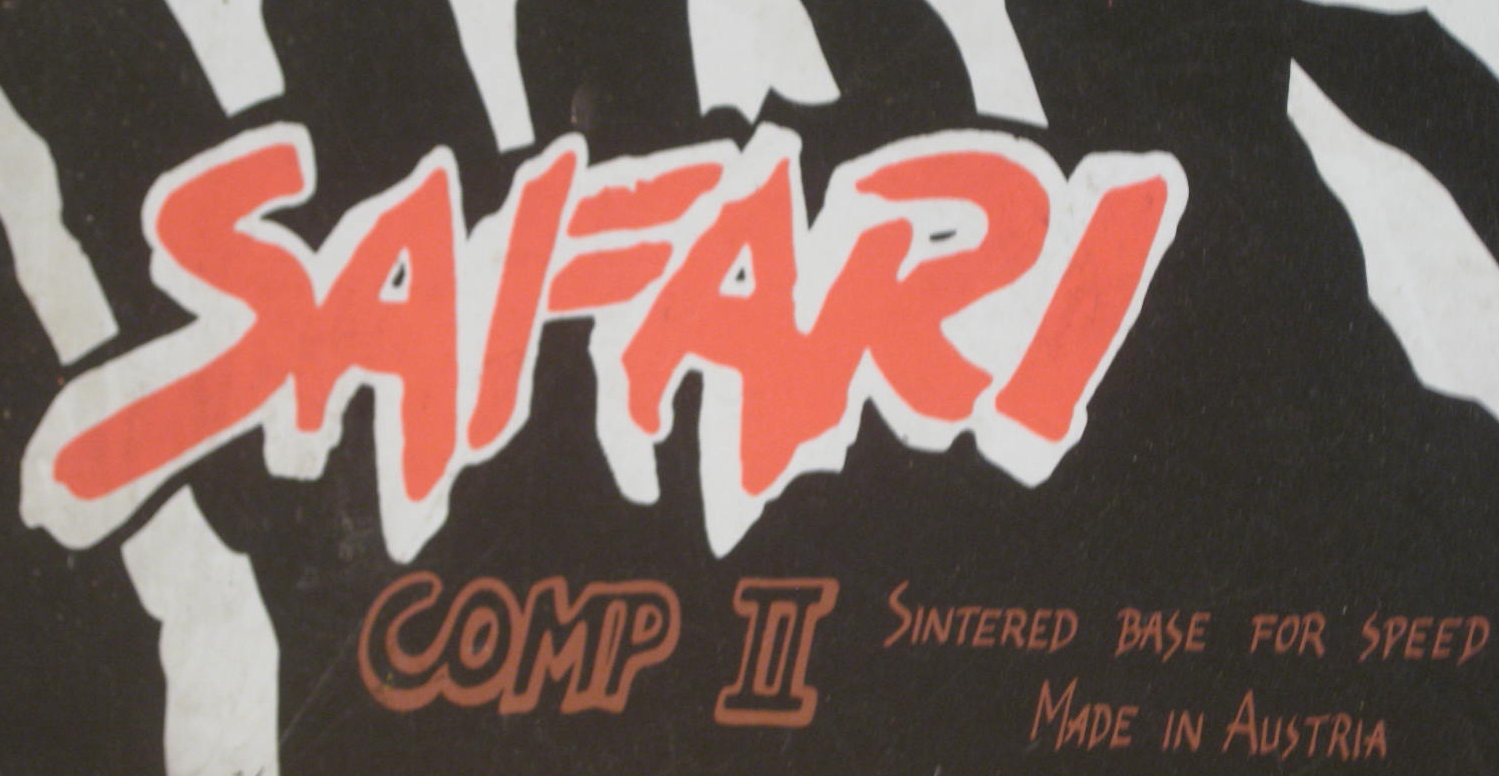 SAFARI
COMP II
SINTERED BASE FOR SPEED
MADE IN AUSTRIA